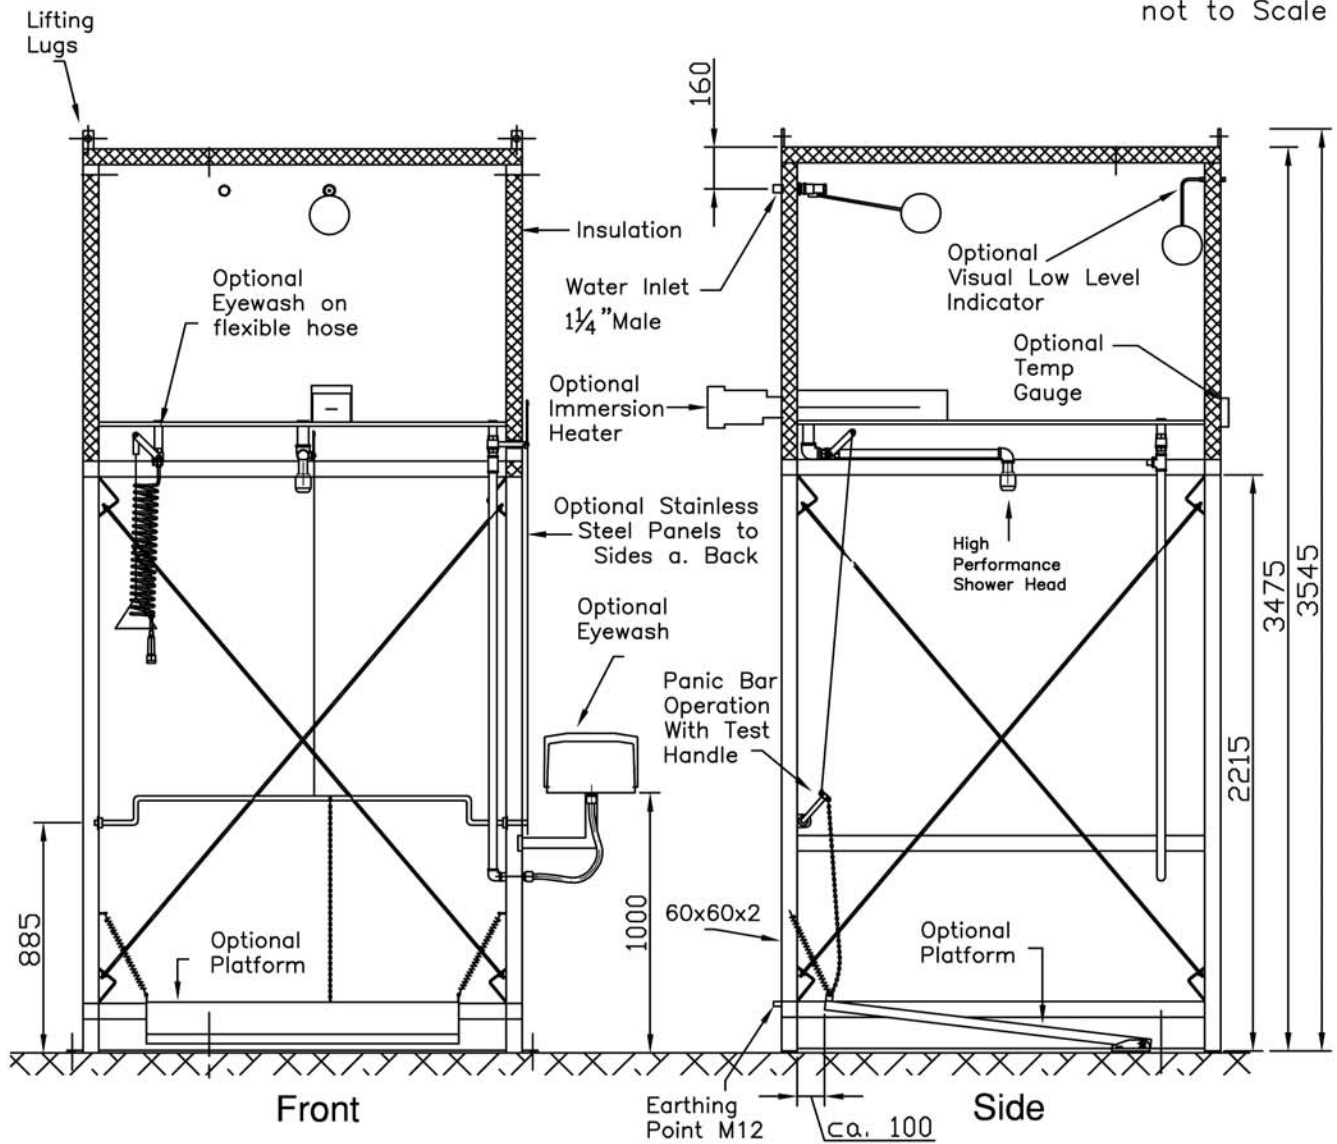 not to Scale
Lifting
Lugs
160
Insulation
Optional
Eyewash on
flexible hose
Water Inlet
1¼"Male
Optional
Visual Low Level
Indicator
Optional
Temp
Gauge
Optional
Immersion
Heater
Optional Stainless
Steel Panels to
Sides a. Back
High
Performance
Shower Head
Optional
Eyewash
Panic Bar
Operation
With Test
Handle
3475
3545
2215
885
1000
60x60x2
Optional
Platform
Optional
Platform
Front
Earthing
Point M12
ca. 100
Side